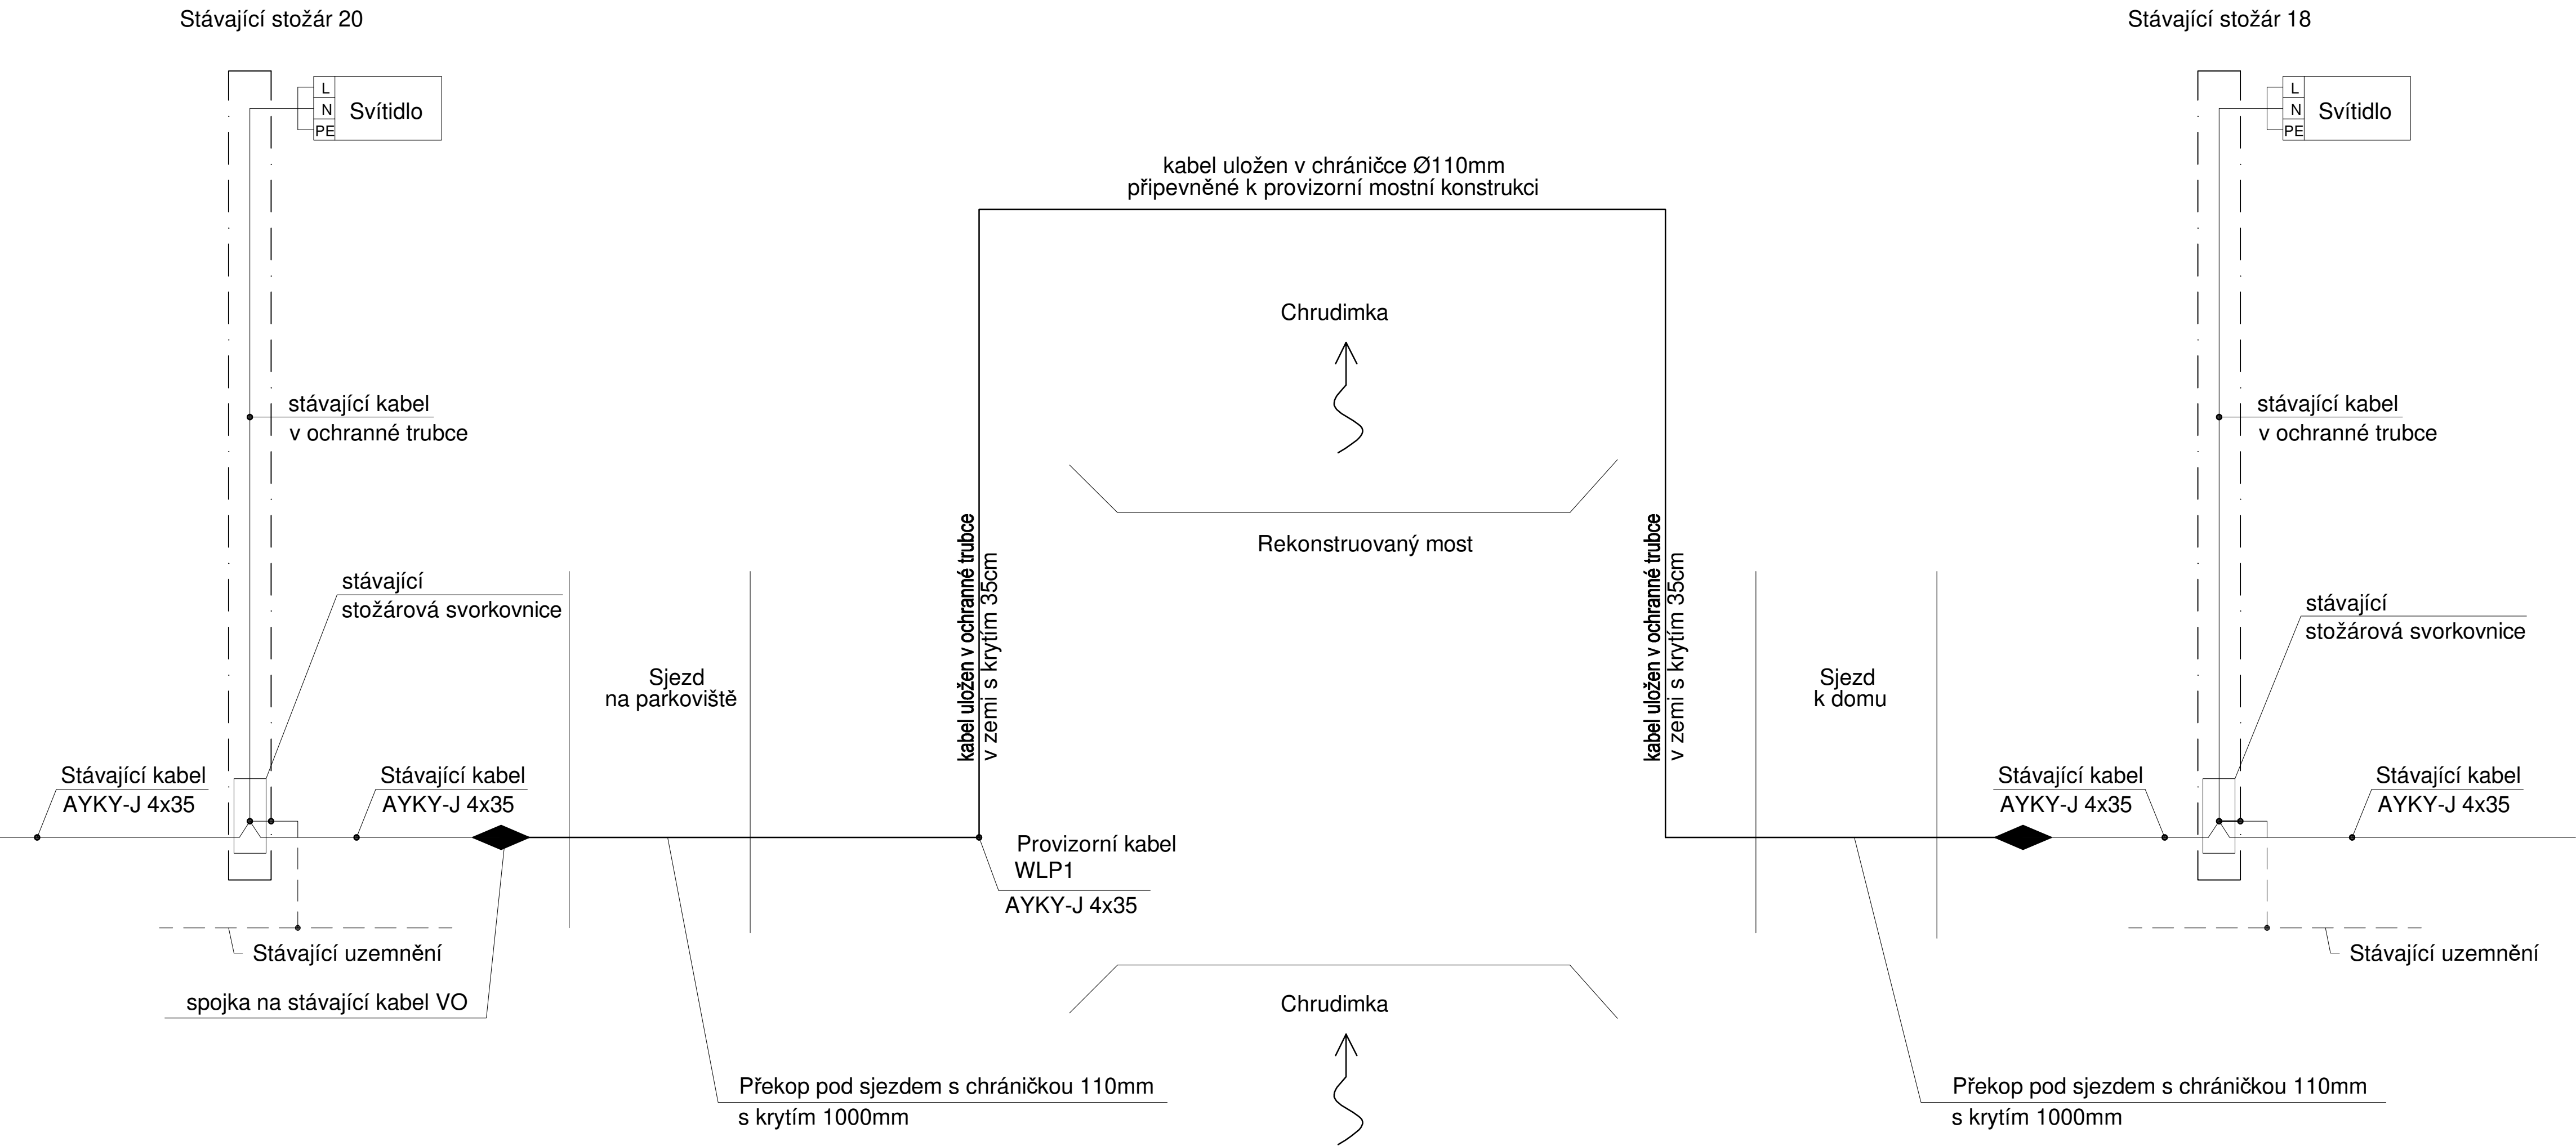 Stávající stožár 20
Stávající stožár 18
L
N
PE
Svítidlo
L
N
PE
Svítidlo
kabel uložen v chráničce Ø110mm
připevněné k provizorní mostní konstrukci
Chrudimka
stávající kabel
v ochranné trubce
stávající kabel
v ochranné trubce
Rekonstruovaný most
kabel uložen v ochranné trubce
v zemi s krytím 35cm
kabel uložen v ochranné trubce
v zemi s krytím 35cm
stávající
stožárová svorkovnice
stávající
stožárová svorkovnice
Sjezd
na parkoviště
Sjezd
k domu
Stávající kabel
AYKY-J 4x35
Stávající kabel
AYKY-J 4x35
Stávající kabel
AYKY-J 4x35
Stávající kabel
AYKY-J 4x35
Provizorní kabel
WLP1
AYKY-J 4x35
Stávající uzemnění
Stávající uzemnění
spojka na stávající kabel VO
Chrudimka
Překop pod sjezdem s chráničkou 110mm
s krytím 1000mm
Překop pod sjezdem s chráničkou 110mm
s krytím 1000mm